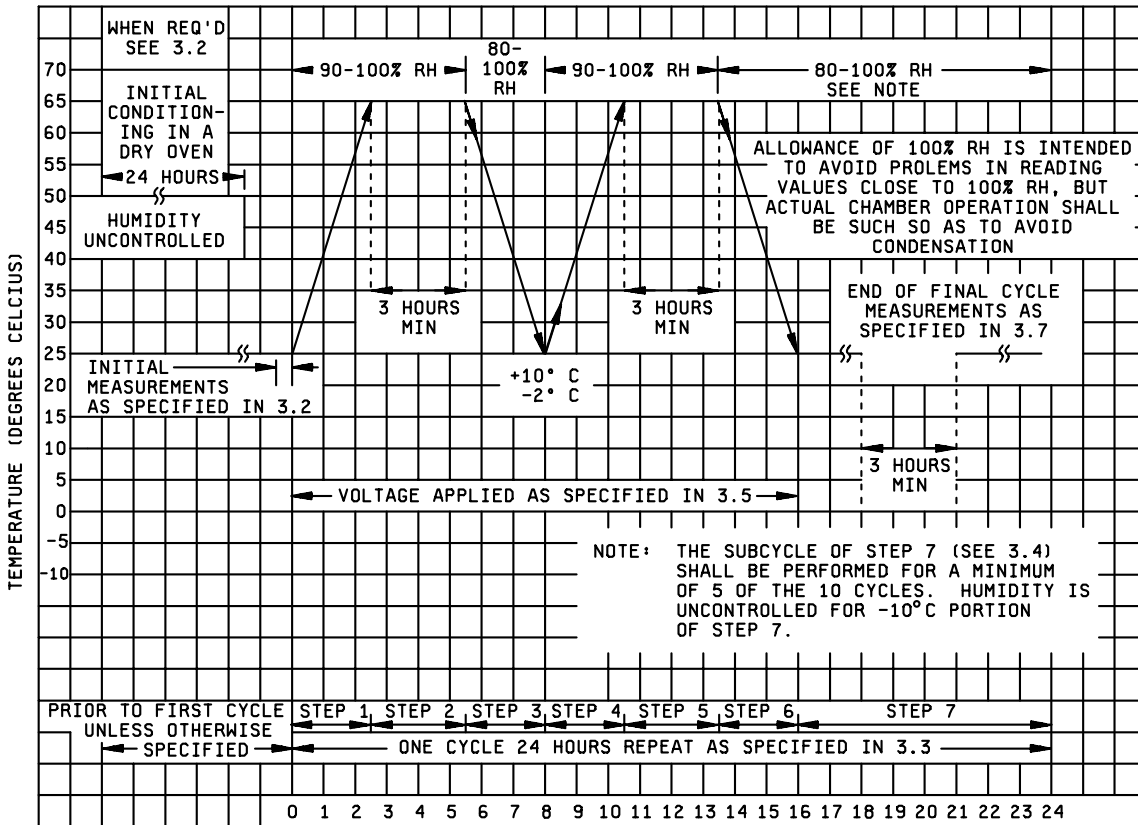 WHEN REQ'D
SEE 3.2
INITIAL
CONDITION-
ING IN A
DRY OVEN
24 HOURS
HUMIDITY
UNCONTROLLED
90-100% RH
80-
100%
RH
90-100% RH
80-100% RH
SEE NOTE
ALLOWANCE OF 100% RH IS INTENDED
TO AVOID PROLEMS IN READING
VALUES CLOSE TO 100% RH, BUT
ACTUAL CHAMBER OPERATION SHALL
BE SUCH SO AS TO AVOID
CONDENSATION
3 HOURS
MIN
3 HOURS
MIN
END OF FINAL CYCLE
MEASUREMENTS AS
SPECIFIED IN 3.7
INITIAL
MEASUREMENTS
AS SPECIFIED IN 3.2
+10° C
-2° C
3 HOURS
MIN
VOLTAGE APPLIED AS SPECIFIED IN 3.5
NOTE: THE SUBCYCLE OF STEP 7 (SEE 3.4)
SHALL BE PERFORMED FOR A MINIMUM
OF 5 OF THE 10 CYCLES. HUMIDITY IS
UNCONTROLLED FOR -10°C PORTION
OF STEP 7.
TEMPERATURE (DEGREES CELCIUS)
70
65
60
55
50
45
40
35
30
25
20
15
10
5
0
-5
-10
PRIOR TO FIRST CYCLE
UNLESS OTHERWISE
SPECIFIED
STEP 1 STEP 2 STEP 3 STEP 4 STEP 5 STEP 6 STEP 7
ONE CYCLE 24 HOURS REPEAT AS SPECIFIED IN 3.3
0 1 2 3 4 5 6 7 8 9 10 11 12 13 14 15 16 17 18 19 20 21 22 23 24